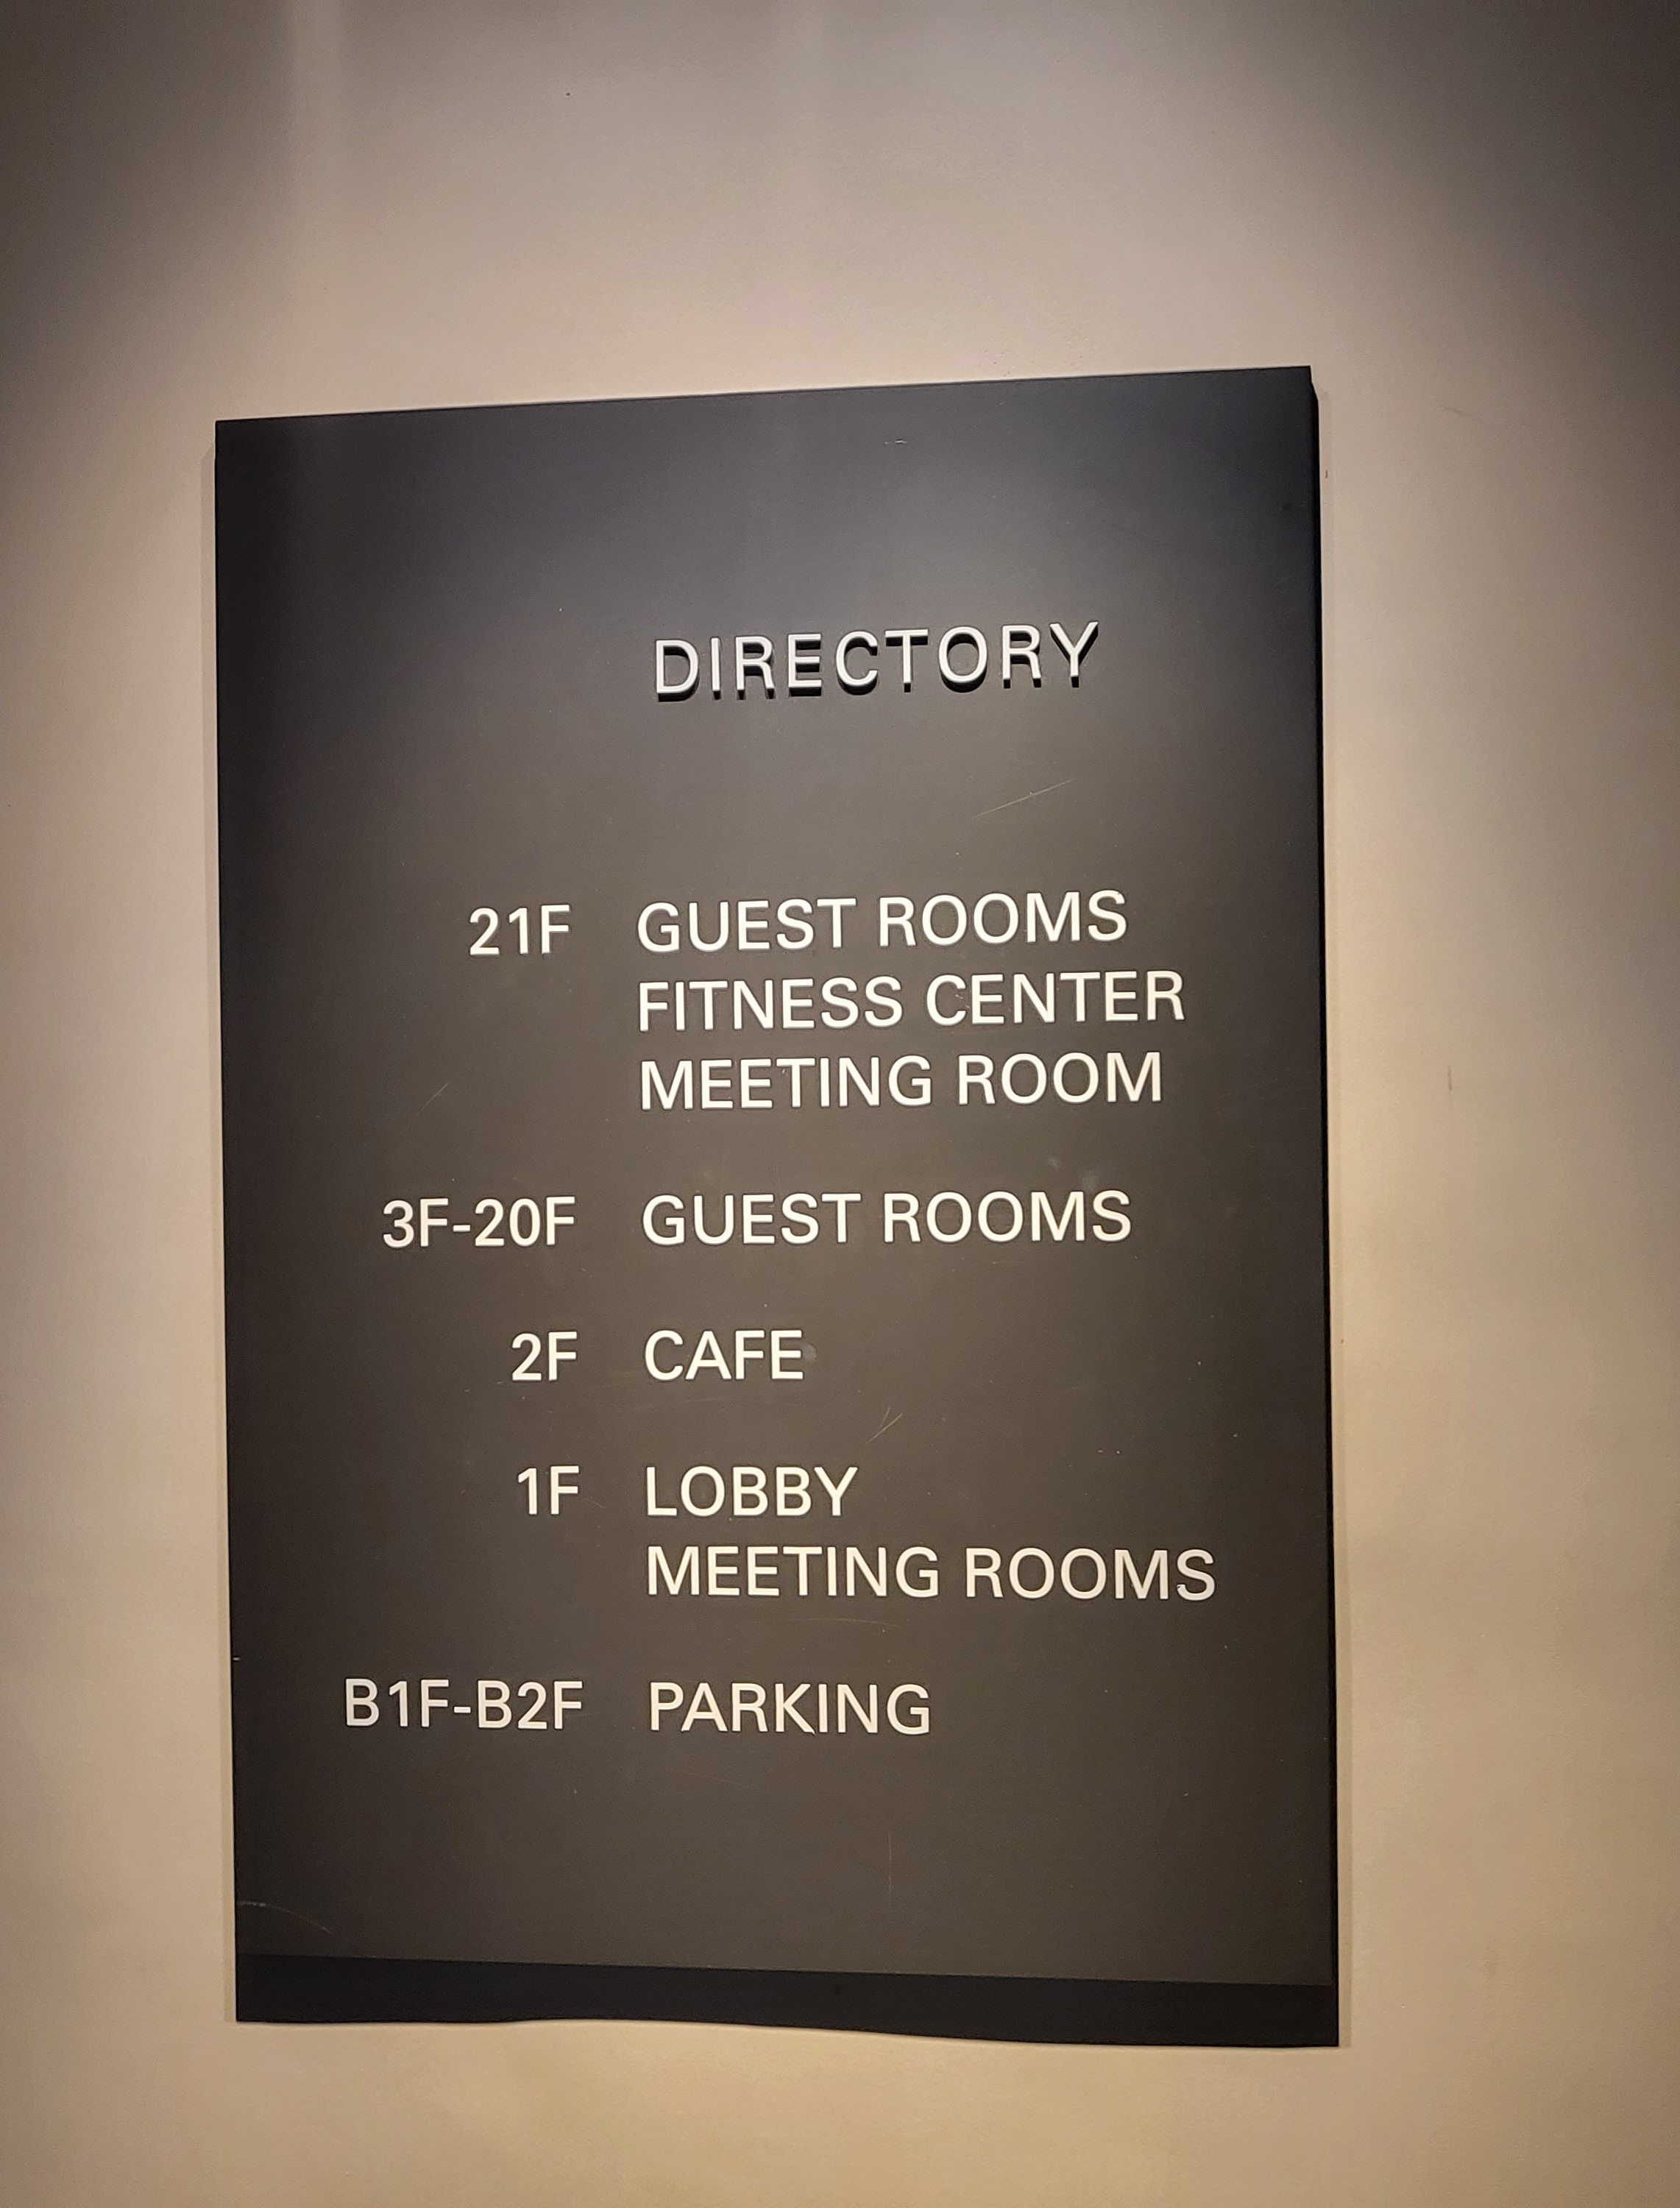 DIRECTORY
21F GUEST ROOMS
FITNESS CENTER
MEETING ROOM
3F-20F GUEST ROOMS
2F CAFE
1F LOBBY
MEETING ROOMS
B1F-B2F PARKING